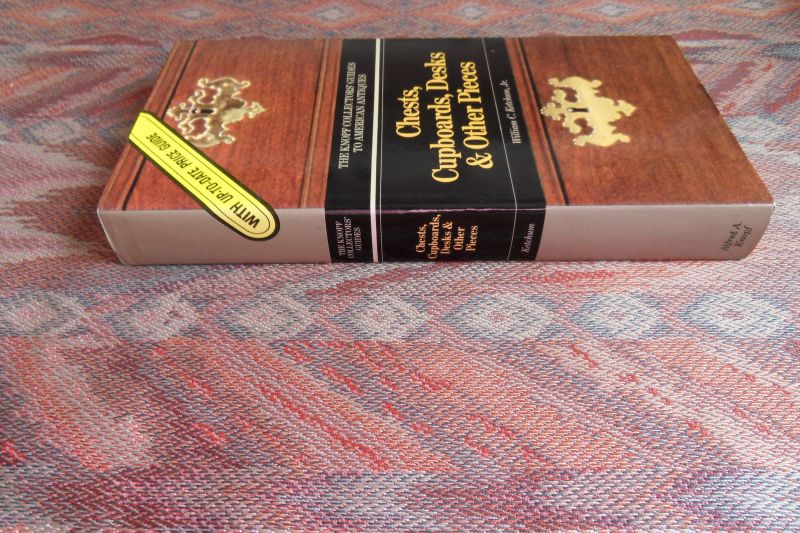 THE KNOPF COLLECTORS' GUIDES
TO AMERICAN ANTIQUES
Chests,
Cupboards, Desks
& Other Pieces
William C. Ketchum, Jr.
WITH UP-TO-DATE PRICE GUIDE
THE KNOPF
COLLECTORS'
GUIDES
Chests,
Cupboards,
Desks &
Other
Pieces
Ketchum
Alfred A.
Knopf